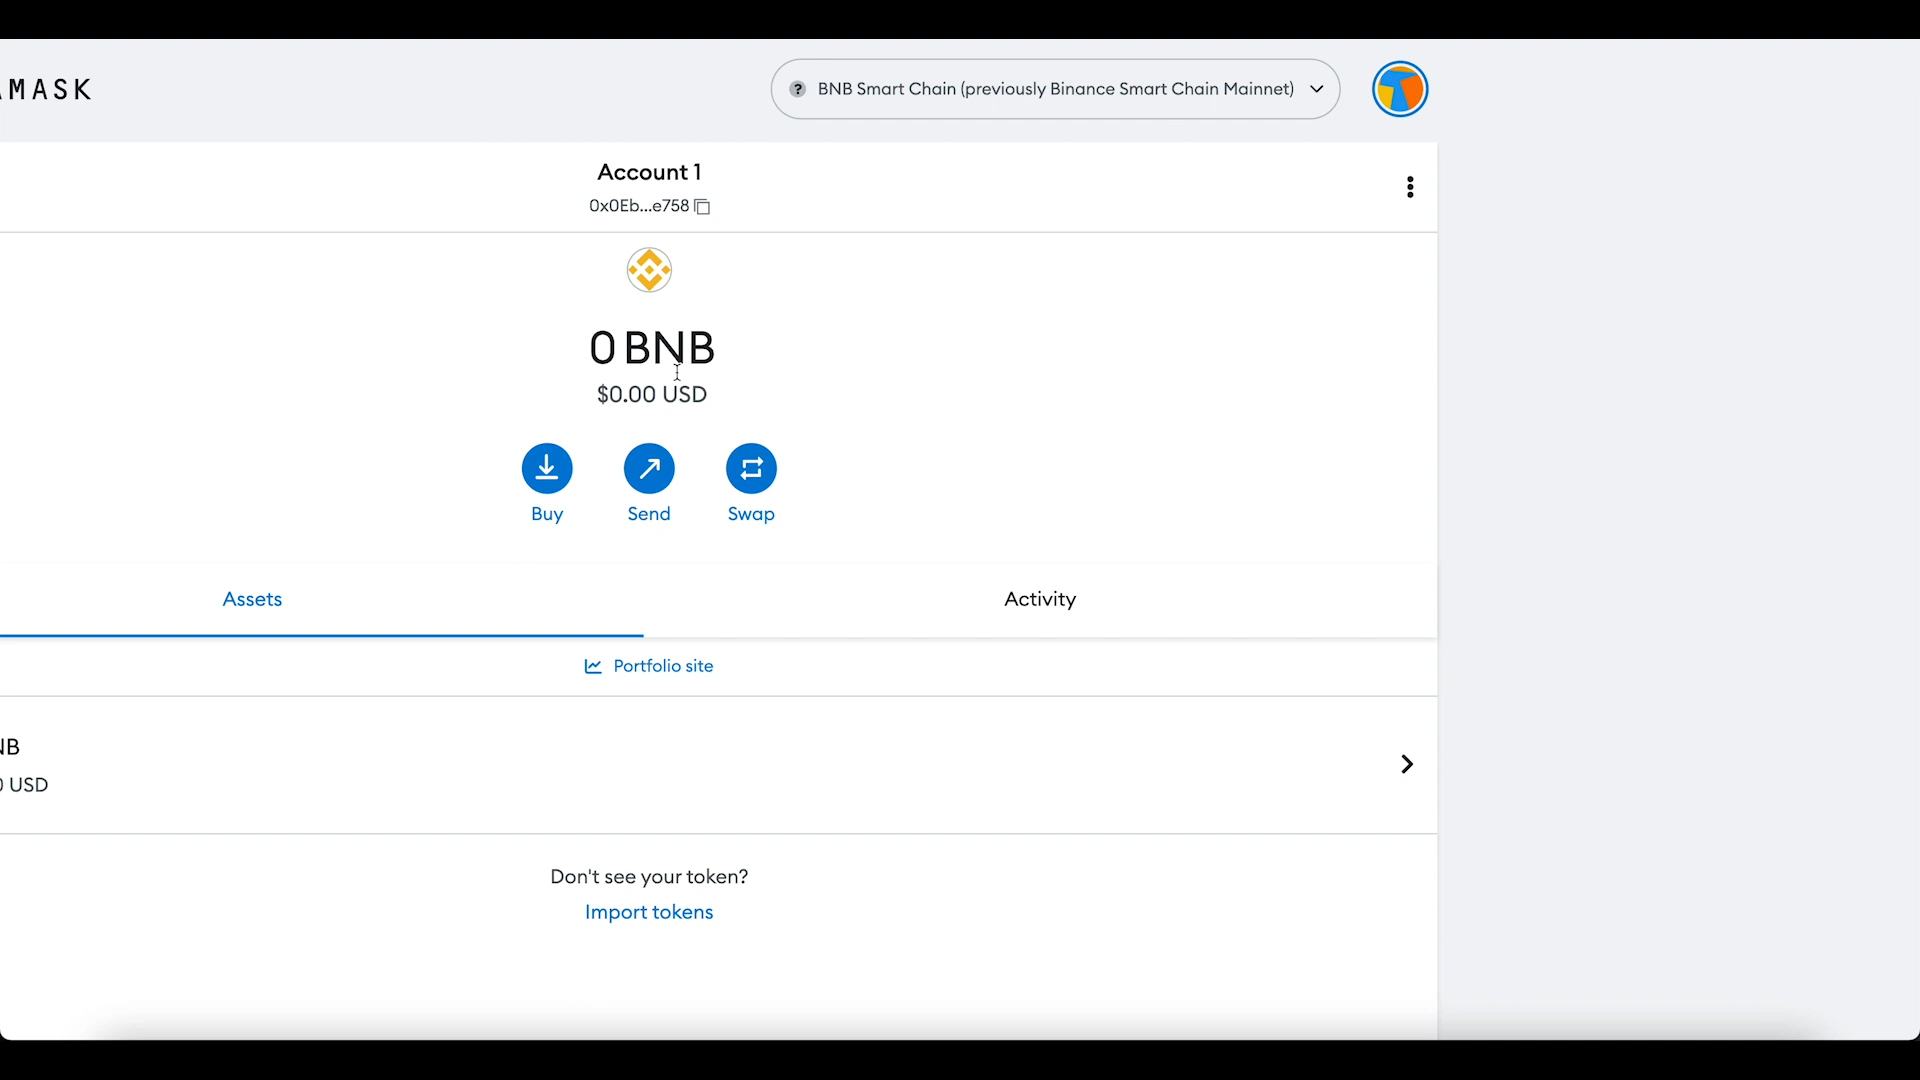 MASK
BNB Smart Chain (previously Binance Smart Chain Mainnet)
Account 1
0x0Eb...e758
0 BNB
$0.00 USD
Buy
Send
Swap
Assets
Activity
Portfolio site
NB
0 USD
Don't see your token?
Import tokens